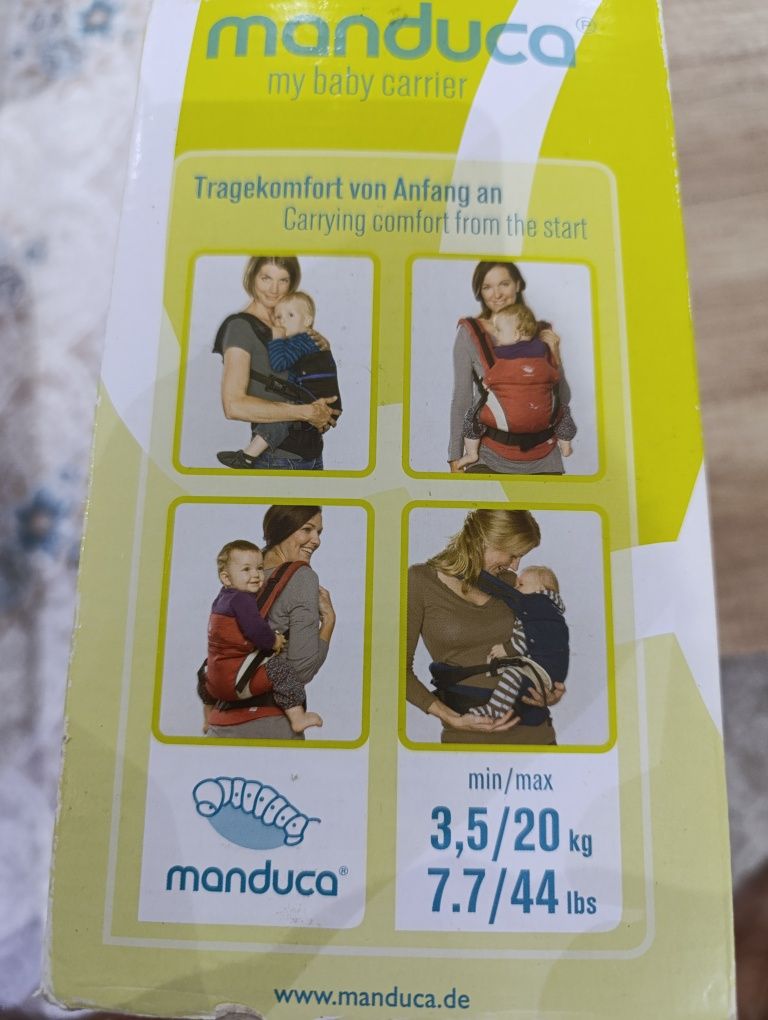 manduca®
my baby carrier
Tragekomfort von Anfang an
Carrying comfort from the start
manduca®
min/max
3,5/20 kg
7.7/44 lbs
www.manduca.de